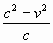 c² − v²
c